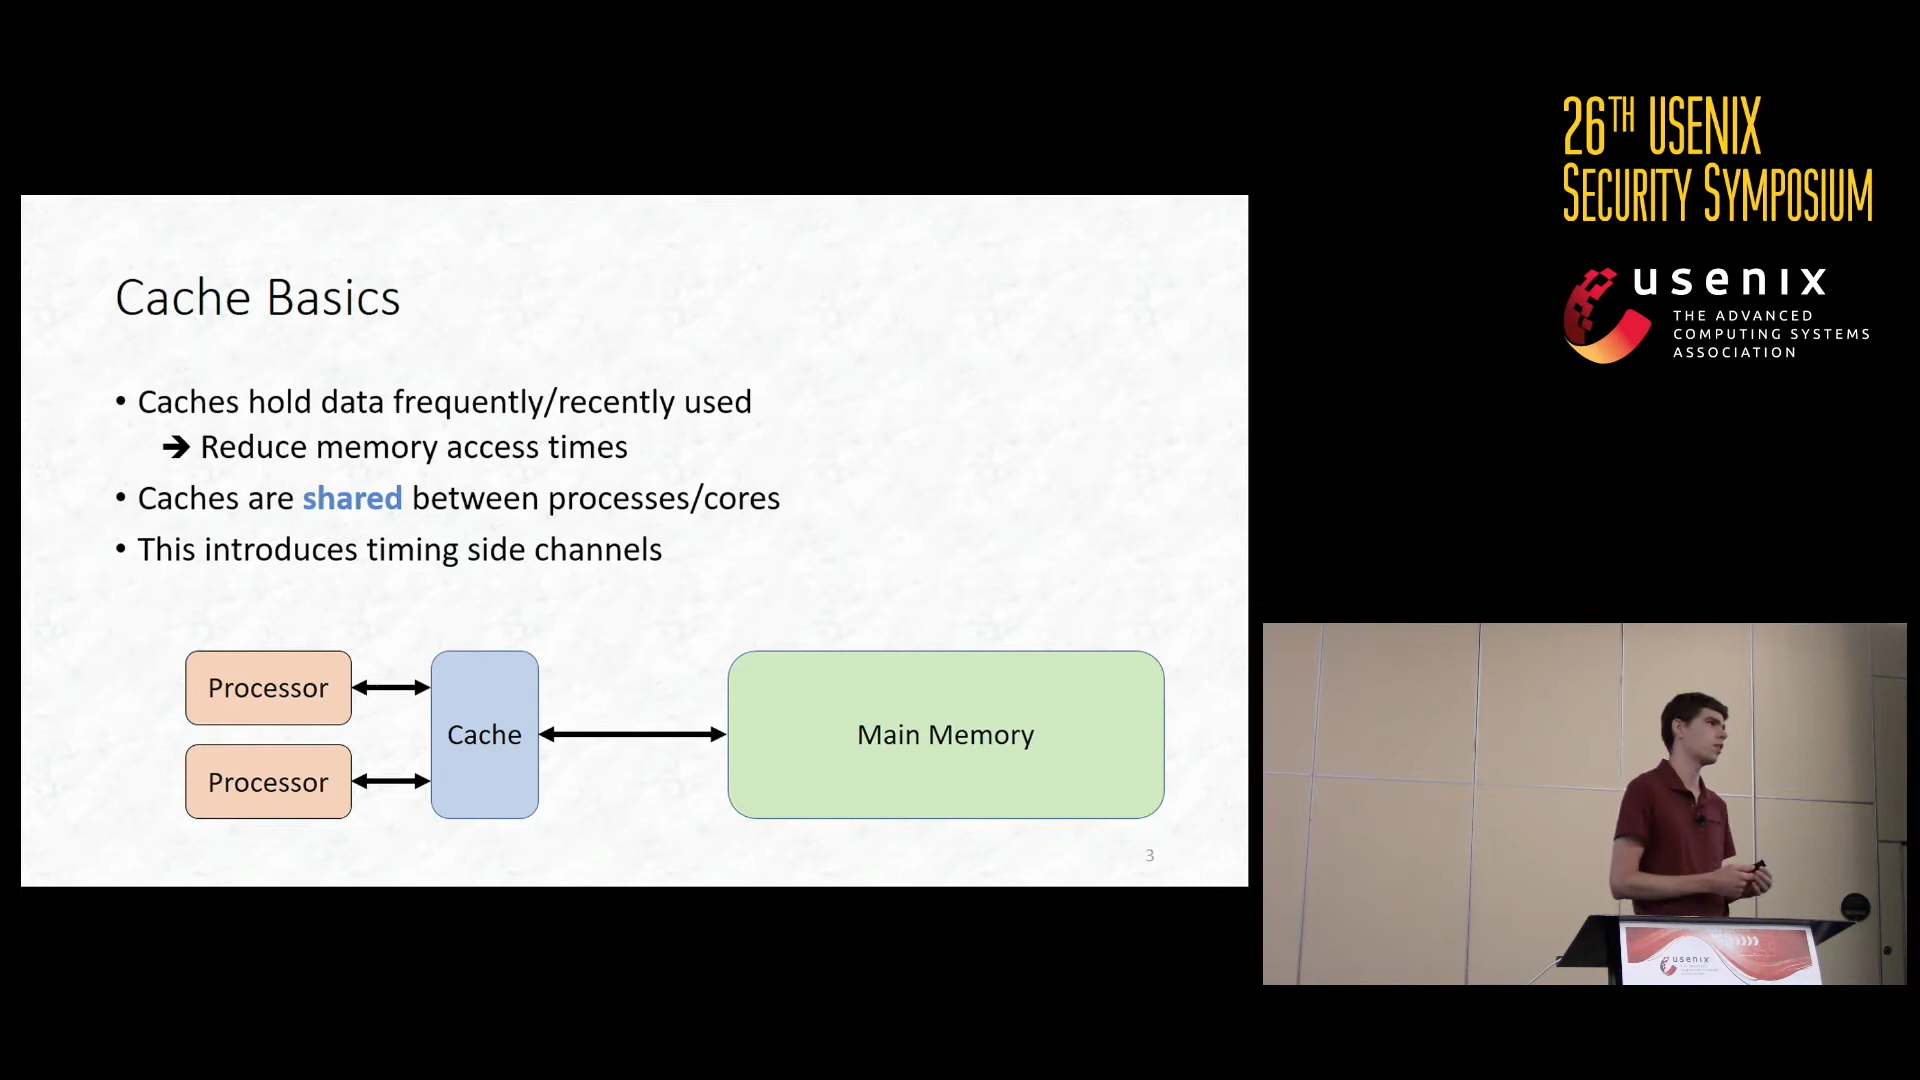 26TH USENIX
SECURITY SYMPOSIUM
usenix
THE ADVANCED
COMPUTING SYSTEMS
ASSOCIATION
Cache Basics
• Caches hold data frequently/recently used
➔ Reduce memory access times
• Caches are shared between processes/cores
• This introduces timing side channels
Processor
Processor
Cache
Main Memory
3
usenix